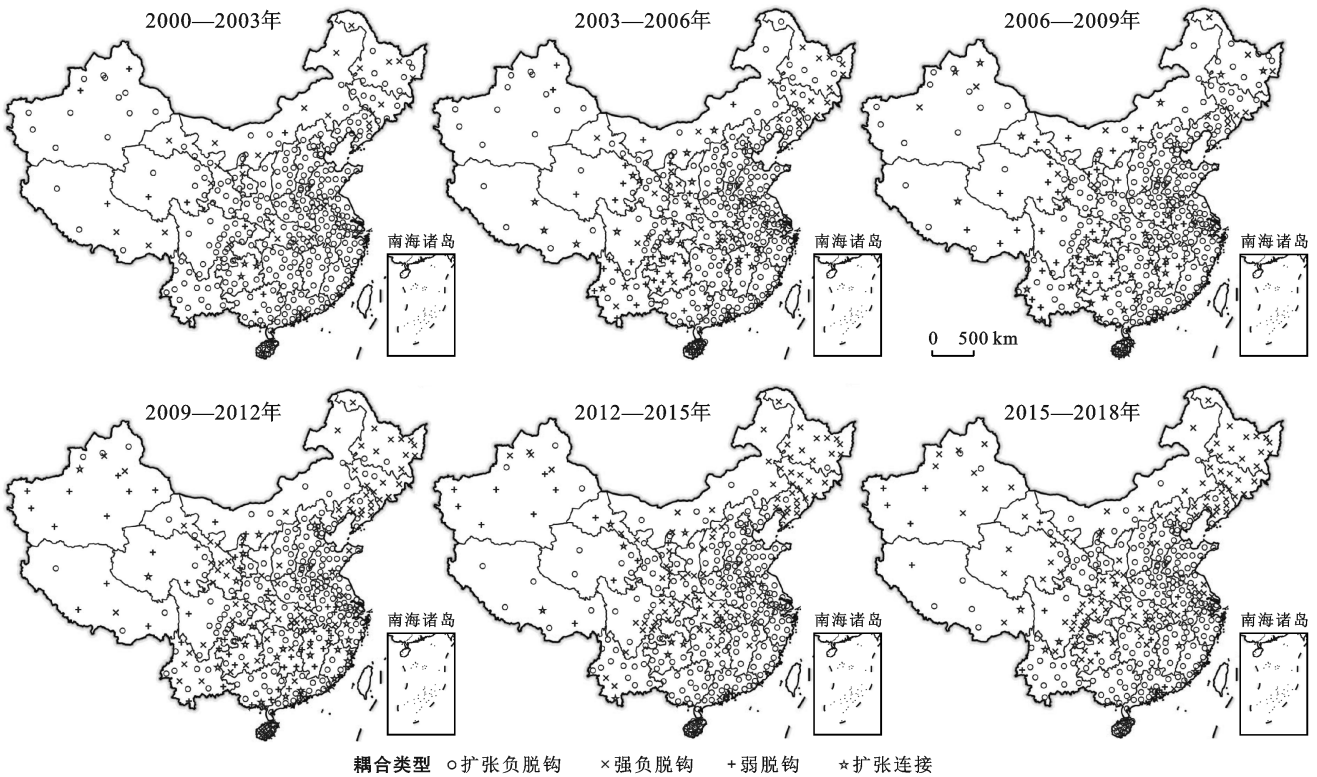 2000—2003年
2003—2006年
2006—2009年
南海诸岛
南海诸岛
南海诸岛
0 500 km
2009—2012年
2012—2015年
2015—2018年
南海诸岛
南海诸岛
南海诸岛
耦合类型 扩张负脱钩 强负脱钩 弱脱钩 扩张连接